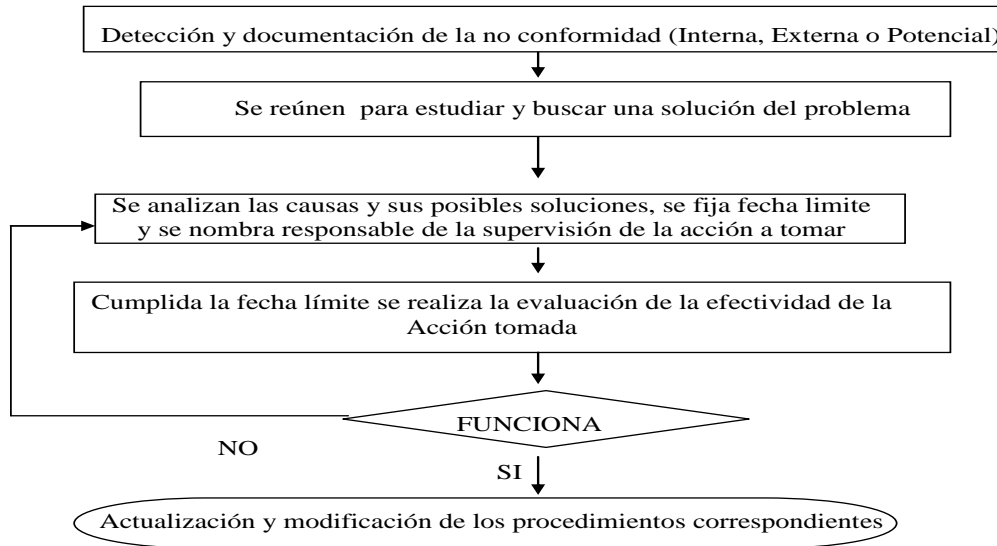 Detección y documentación de la no conformidad (Interna, Externa o Potencial)
Se reúnen para estudiar y buscar una solución del problema
Se analizan las causas y sus posibles soluciones, se fija fecha limite
y se nombra responsable de la supervisión de la acción a tomar
Cumplida la fecha límite se realiza la evaluación de la efectividad de la
Acción tomada
FUNCIONA
NO
SI
Actualización y modificación de los procedimientos correspondientes